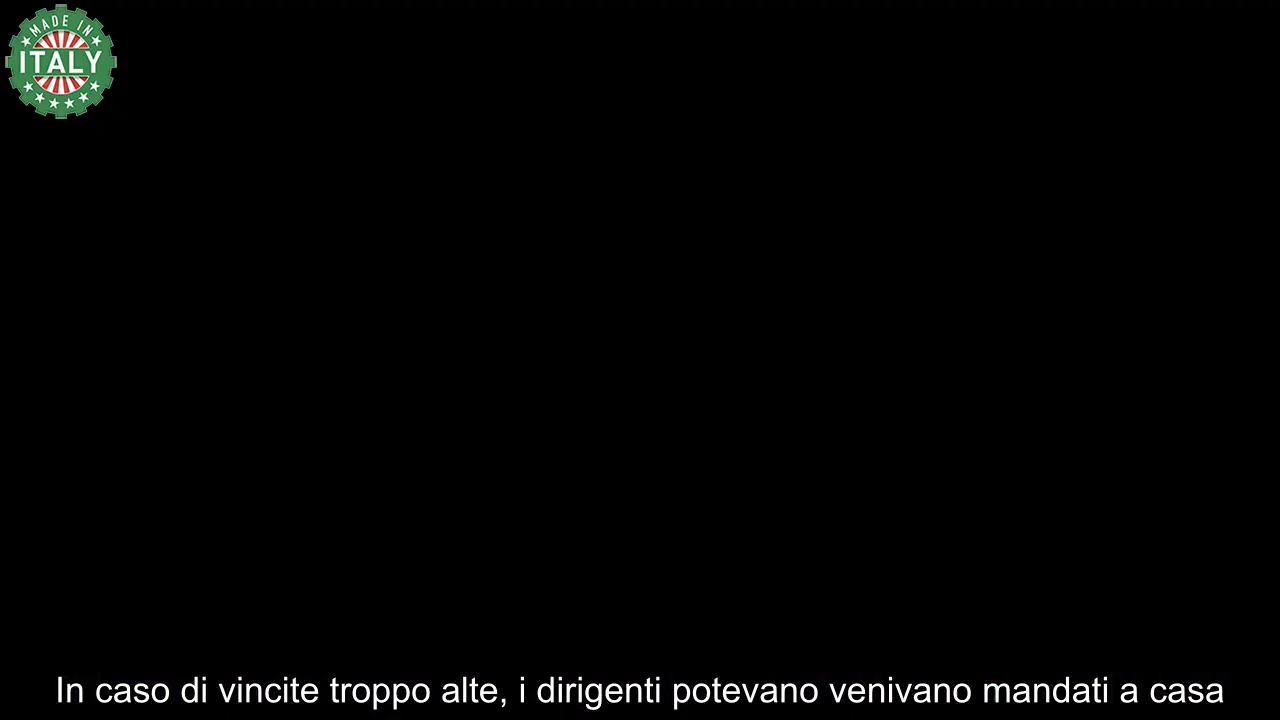 MADE IN
ITALY
In caso di vincite troppo alte, i dirigenti potevano venivano mandati a casa